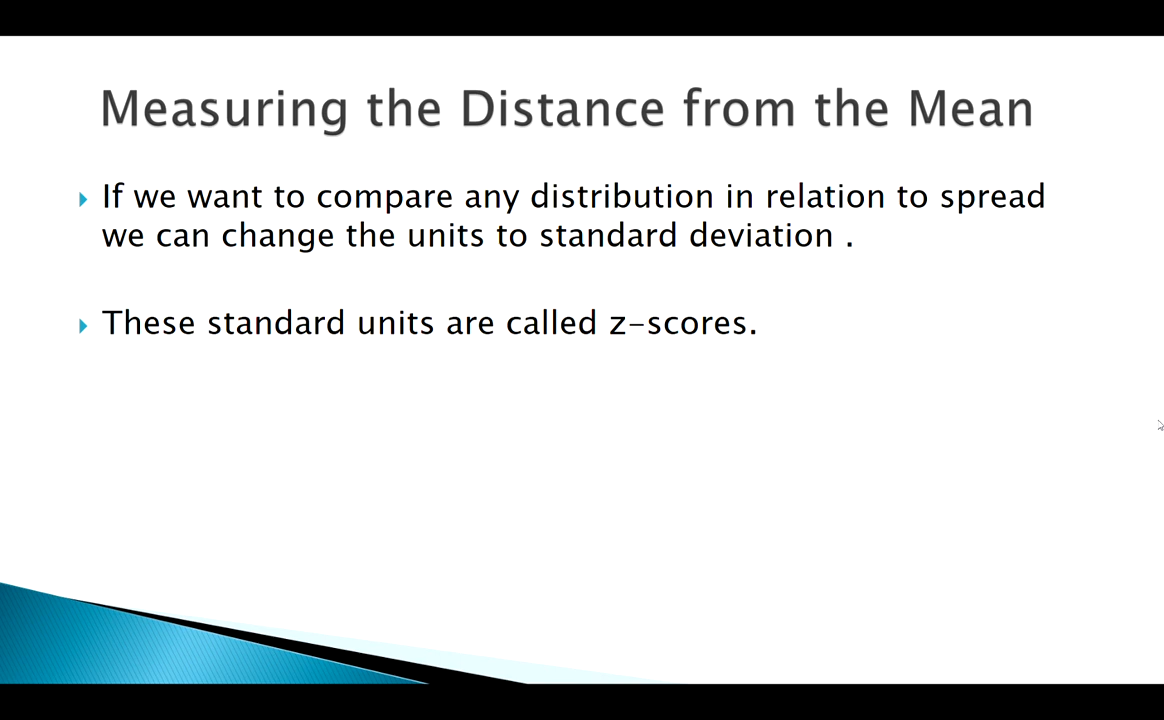 Measuring the Distance from the Mean
If we want to compare any distribution in relation to spread
we can change the units to standard deviation .
These standard units are called z-scores.